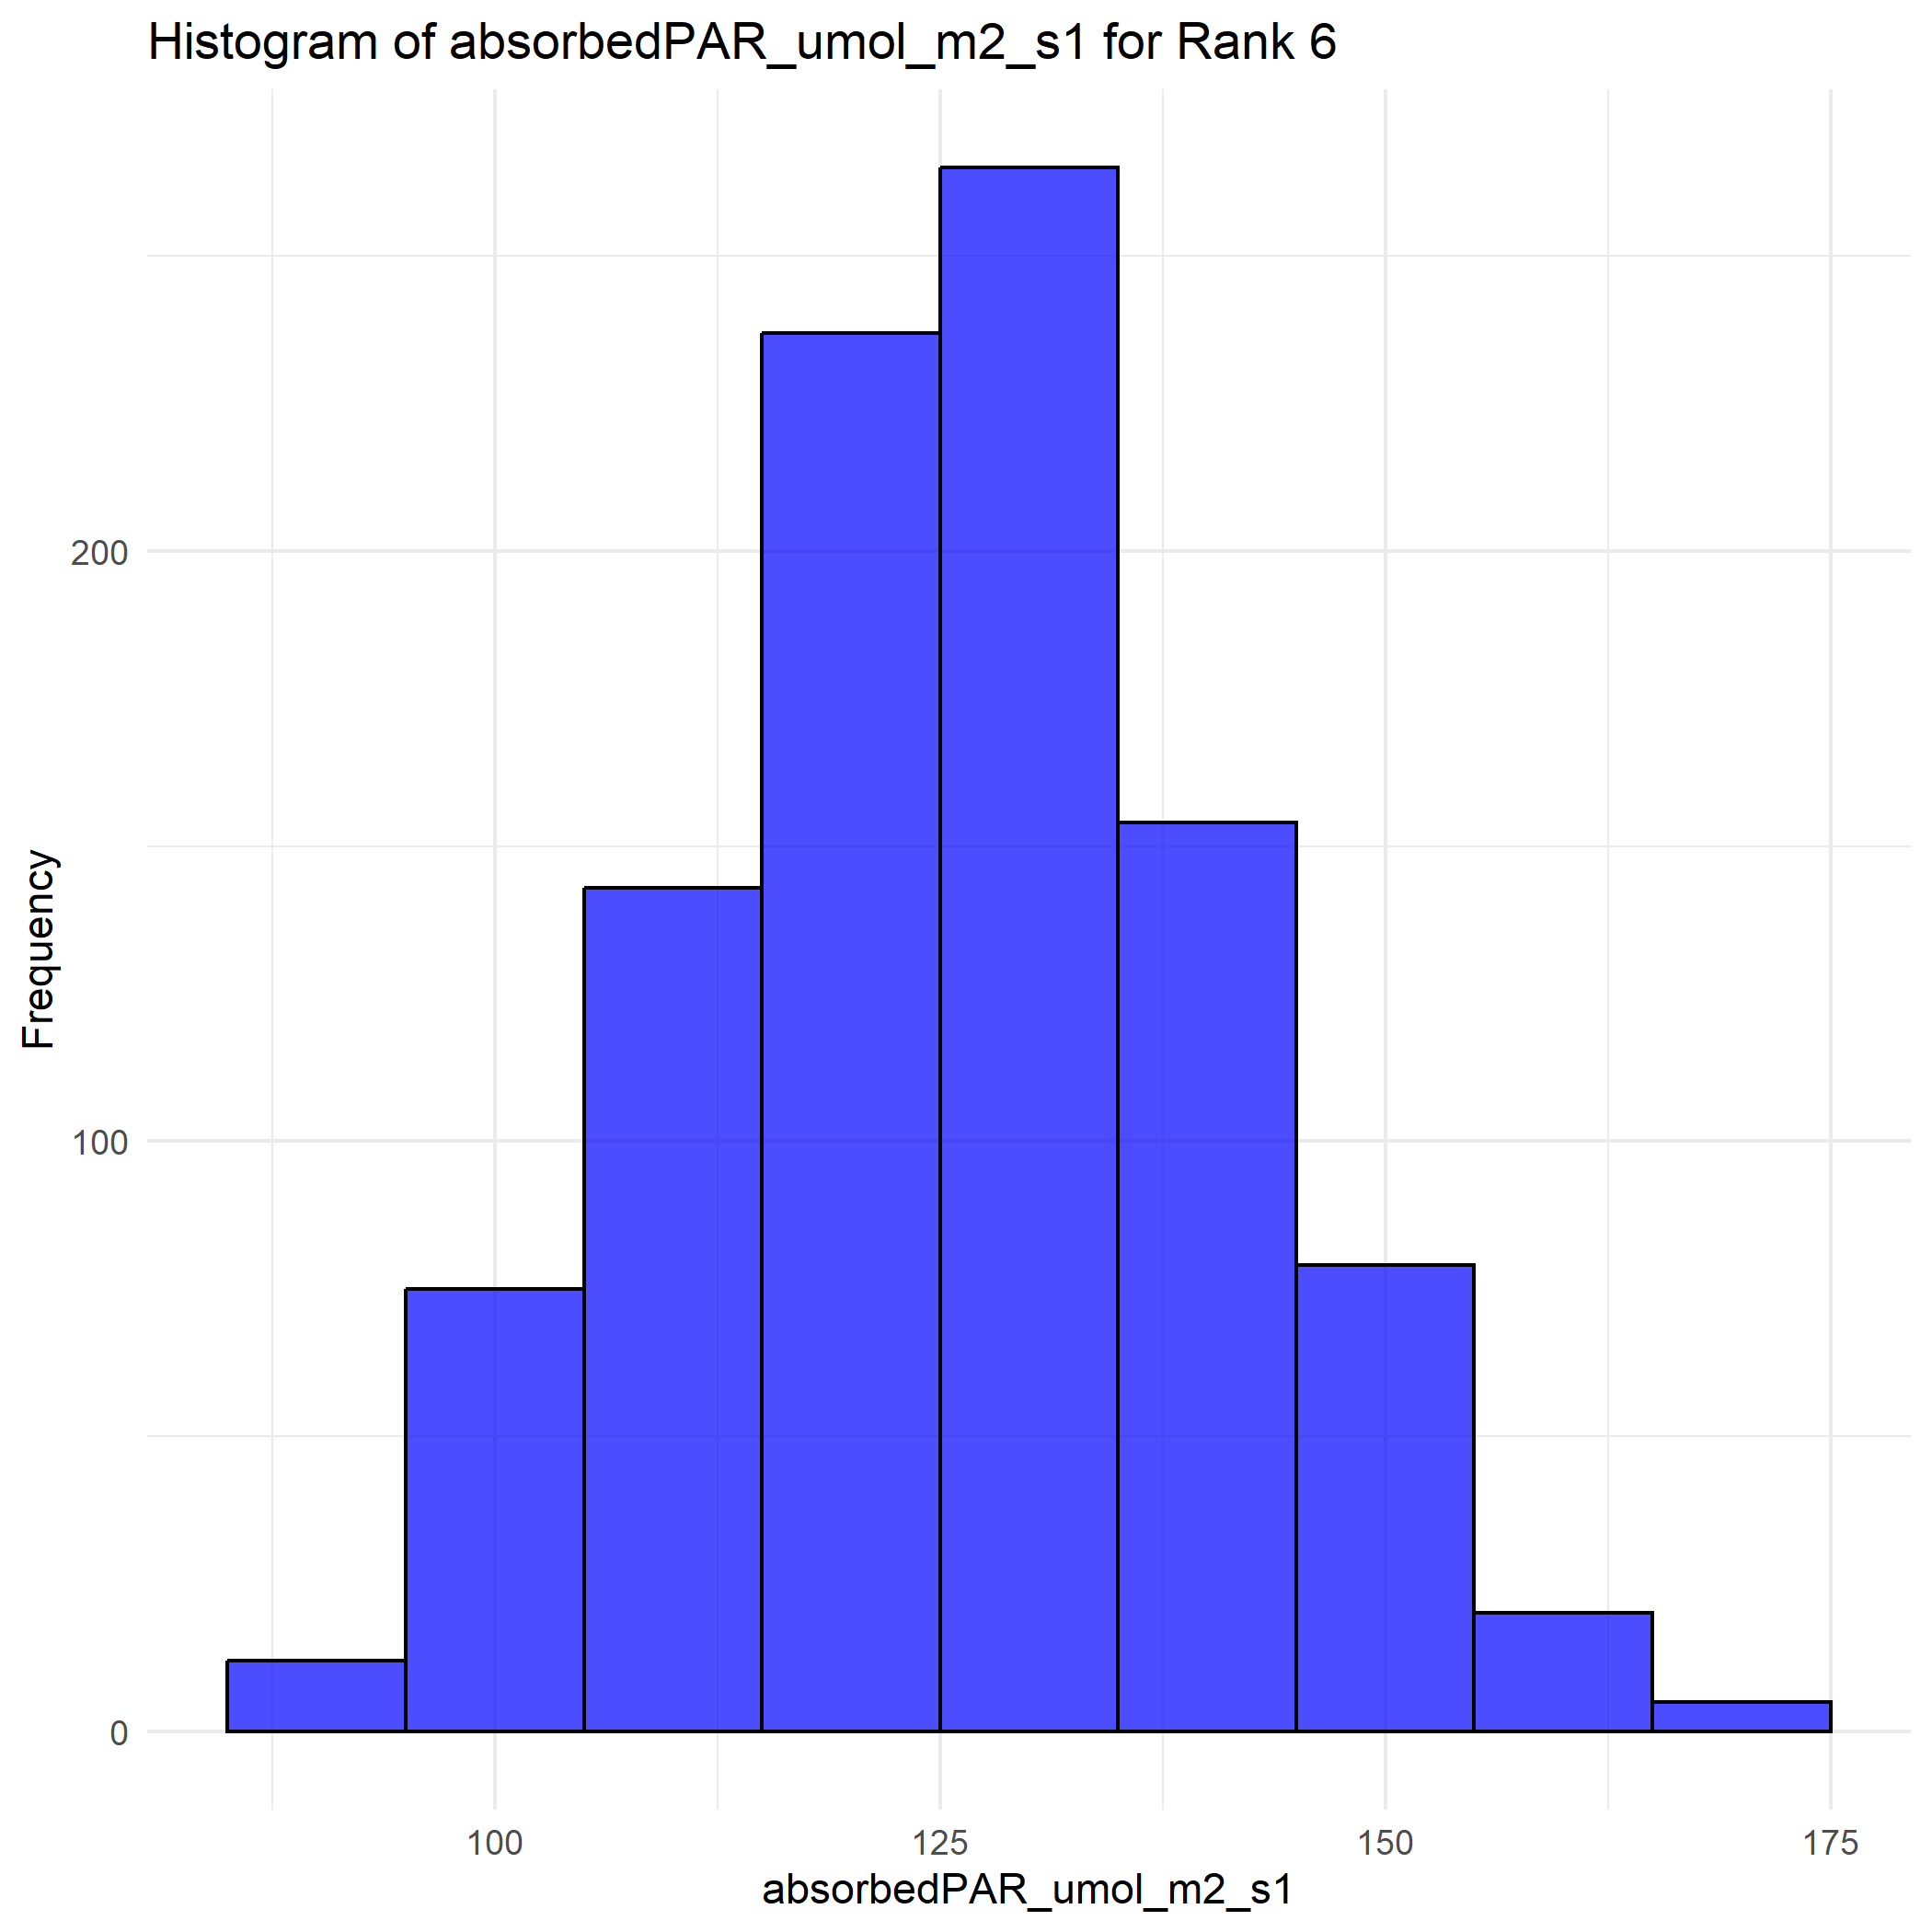 Histogram of absorbedPAR_umol_m2_s1 for Rank 6
Frequency
200
100
0
100 125 150 175
absorbedPAR_umol_m2_s1